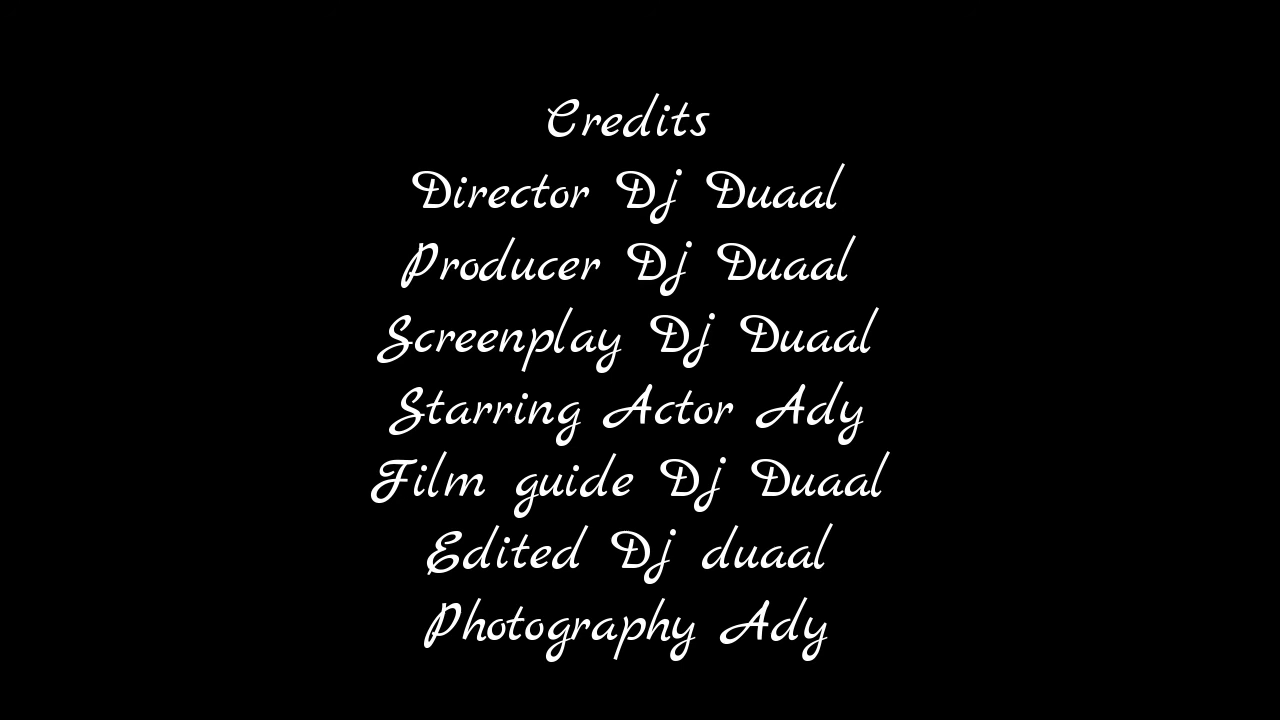 Credits
Director Dj Duaal
Producer Dj Duaal
Screenplay Dj Duaal
Starring Actor Ady
Film guide Dj Duaal
Edited Dj duaal
Photography Ady